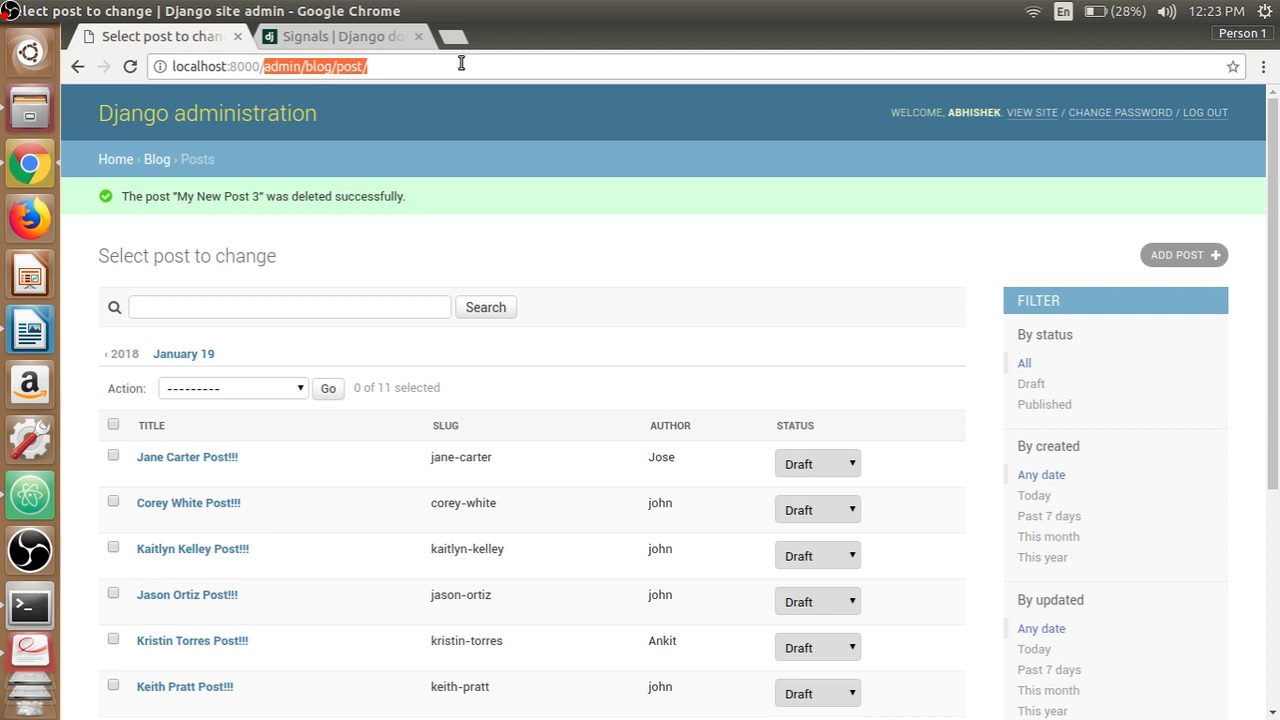 lect post to change | Django site admin - Google Chrome
En
(28%)
12:23 PM
Select post to chan
Signals | Django do
Person 1
localhost:8000/admin/blog/post/
Django administration
WELCOME, ABHISHEK. VIEW SITE / CHANGE PASSWORD / LOG OUT
Home › Blog › Posts
The post "My New Post 3" was deleted successfully.
Select post to change
ADD POST
Search
‹ 2018 January 19
Action: --------- Go 0 of 11 selected
TITLE SLUG AUTHOR STATUS
Jane Carter Post!!! jane-carter Jose Draft
Corey White Post!!! corey-white john Draft
Kaitlyn Kelley Post!!! kaitlyn-kelley john Draft
Jason Ortiz Post!!! jason-ortiz john Draft
Kristin Torres Post!!! kristin-torres Ankit Draft
Keith Pratt Post!!! keith-pratt john Draft
FILTER
By status
All
Draft
Published
By created
Any date
Today
Past 7 days
This month
This year
By updated
Any date
Today
Past 7 days
This month
This year